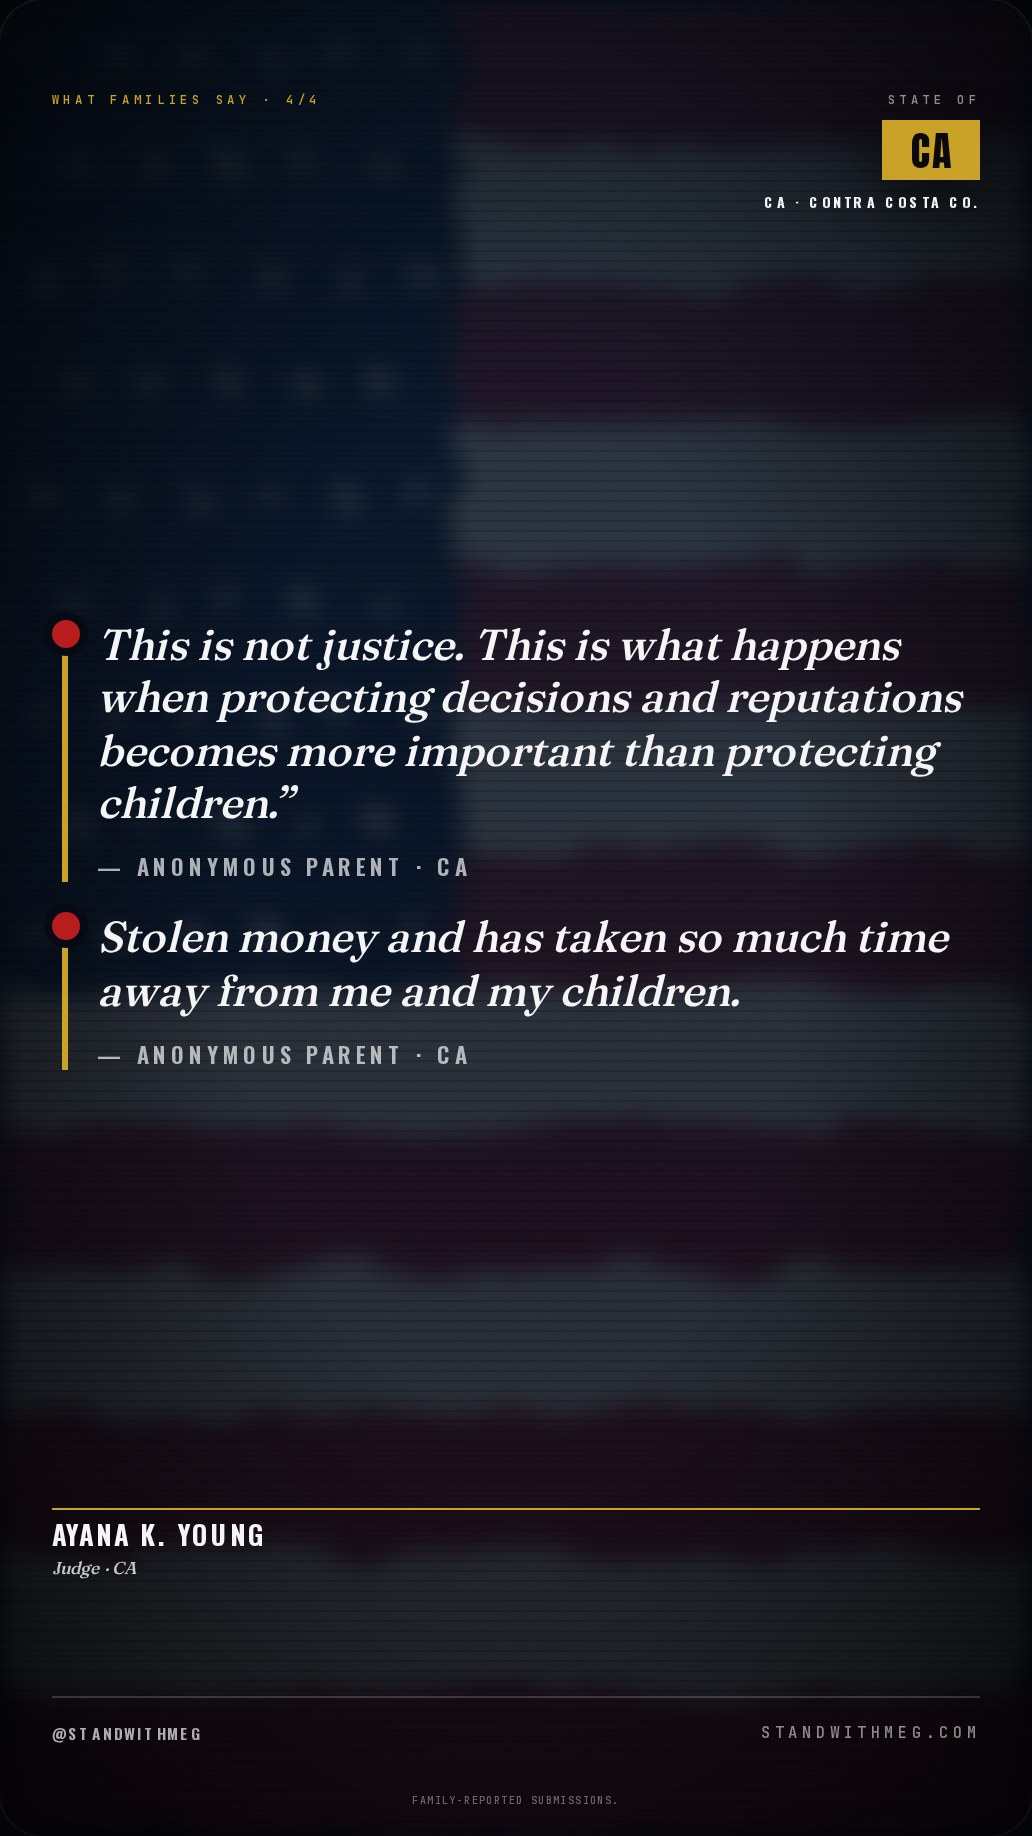 WHAT FAMILIES SAY · 4/4
STATE OF
CA
CA · CONTRA COSTA CO.
This is not justice. This is what happens
when protecting decisions and reputations
becomes more important than protecting
children.”
— ANONYMOUS PARENT · CA
Stolen money and has taken so much time
away from me and my children.
— ANONYMOUS PARENT · CA
AYANA K. YOUNG
Judge · CA
@STANDWITHMEG
STANDWITHMEG.COM
FAMILY-REPORTED SUBMISSIONS.